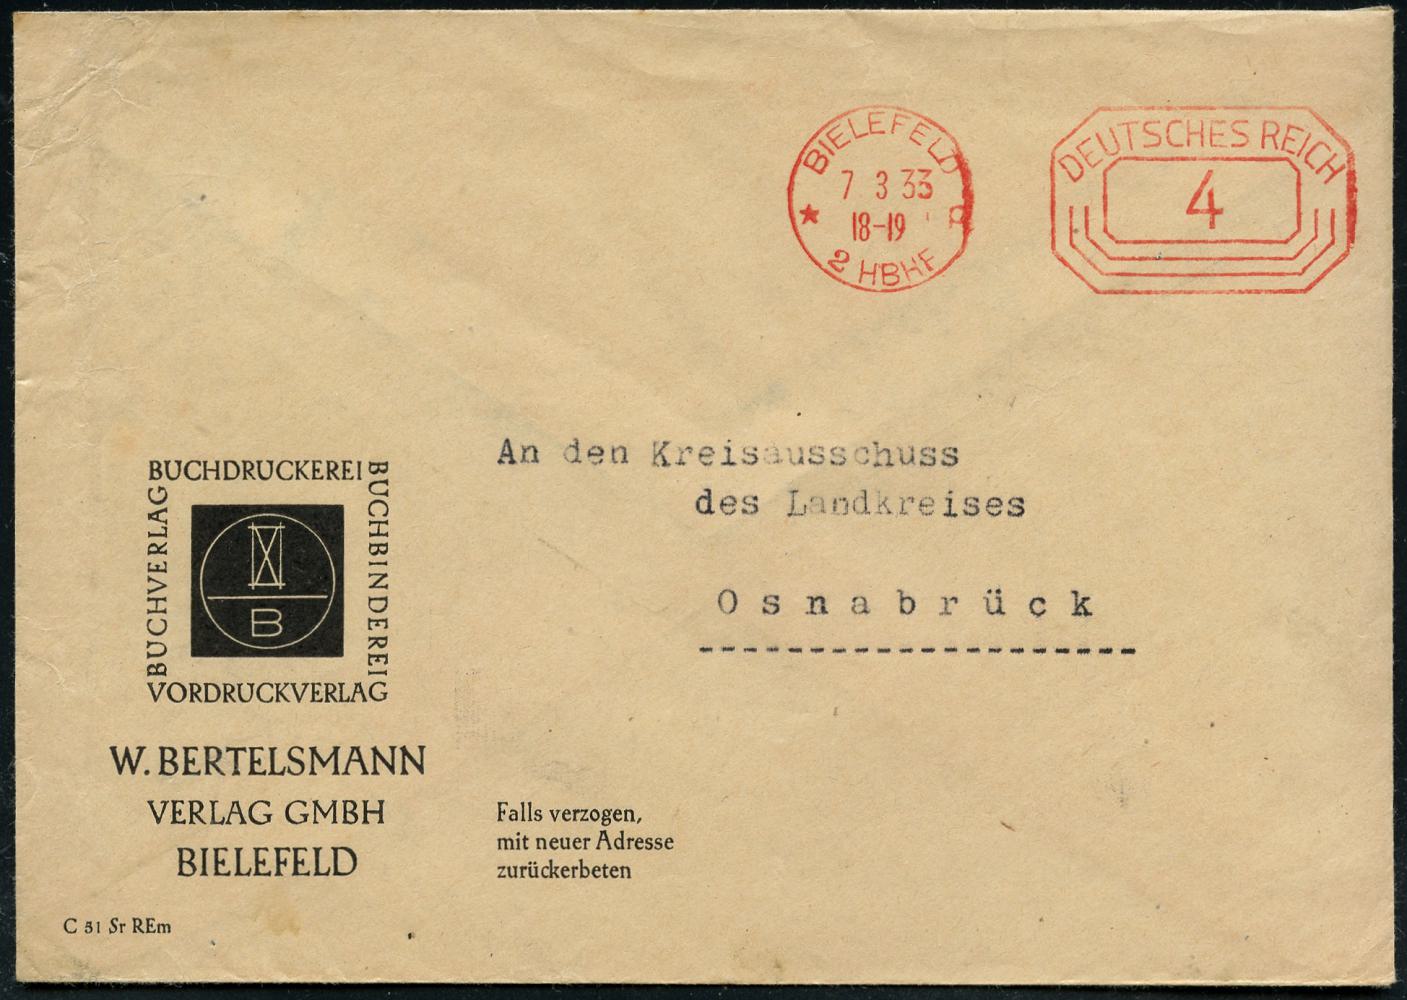 BIELEFELD
7 3 33
18-19
★ 2 HBHF
DEUTSCHES REICH
4
An den Kreisausschuss
des Landkreises
Osnabrück
--------------------
BUCHDRUCKEREI
BUCHBINDEREI
BUCHVERLAG
B
VORDRUCKVERLAG
W. BERTELSMANN
VERLAG GMBH
BIELEFELD
Falls verzogen,
mit neuer Adresse
zurückerbeten
C 51 Sr REm